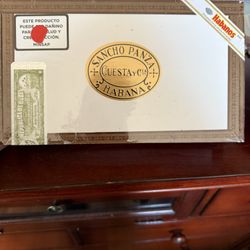 ESTE PRODUCTO
PUEDE SER DAÑINO
PARA SU SALUD Y
CREA ADICCIÓN.
MINSAP
Habanos
SANCHO PANZA
CUESTA Y Cia
HABANA